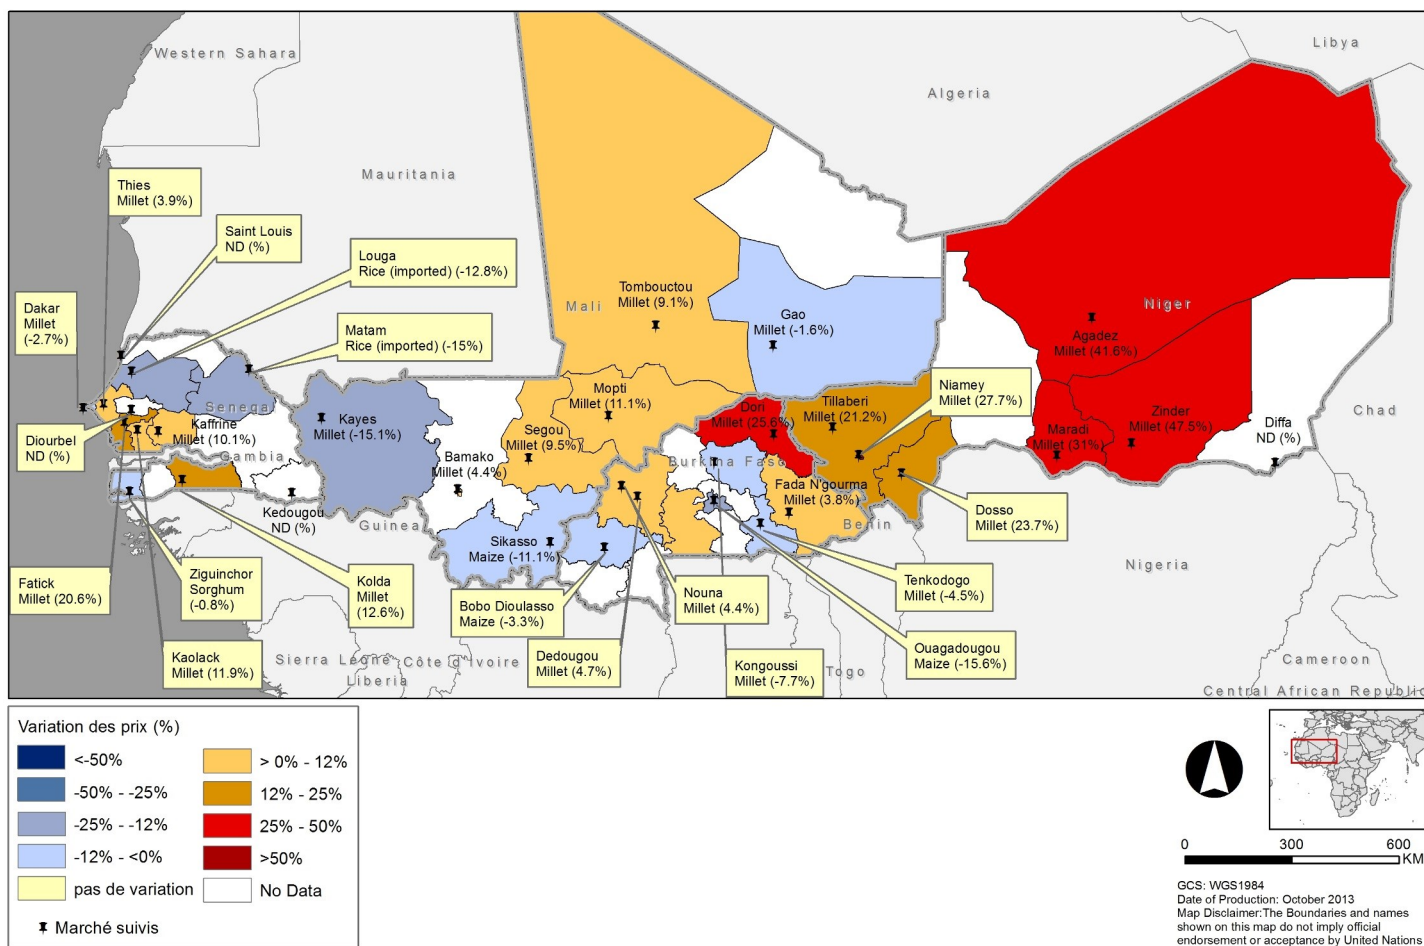 Western Sahara
Libya
Algeria
Mauritania
Thies
Millet (3.9%)
Saint Louis
ND (%)
Louga
Rice (imported) (-12.8%)
Dakar
Millet
(-2.7%)
Matam
Rice (imported) (-15%)
Mali
Tombouctou
Millet (9.1%)
Gao
Millet (-1.6%)
Niger
Agadez
Millet (41.6%)
Niamey
Millet (27.7%)
Senegal
Kaffrine
Millet (10.1%)
Diourbel
ND (%)
Gambia
Kayes
Millet (-15.1%)
Mopti
Millet (11.1%)
Segou
Millet (9.5%)
Bamako
Millet (4.4%)
Dori
Millet (25.6%)
Tillaberi
Millet (21.2%)
Maradi
Millet (31%)
Zinder
Millet (47.5%)
Diffa
ND (%)
Chad
Burkina Faso
Fada N'gourma
Millet (3.8%)
Benin
Dosso
Millet (23.7%)
Kedougou
ND (%)
Guinea
Sikasso
Maize (-11.1%)
Nigeria
Fatick
Millet (20.6%)
Ziguinchor
Sorghum
(-0.8%)
Kolda
Millet
(12.6%)
Bobo Dioulasso
Maize (-3.3%)
Nouna
Millet (4.4%)
Tenkodogo
Millet (-4.5%)
Kaolack
Millet (11.9%)
Dedougou
Millet (4.7%)
Kongoussi
Millet (-7.7%)
Ouagadougou
Maize (-15.6%)
Sierra Leone
Côte d'Ivoire
Liberia
Togo
Cameroon
Central African Republic
Variation des prix (%)
<-50%
-50% - -25%
-25% - -12%
-12% - <0%
pas de variation
> 0% - 12%
12% - 25%
25% - 50%
>50%
No Data
Marché suivis
0 300 600
KM
GCS: WGS1984
Date of Production: October 2013
Map Disclaimer:The Boundaries and names
shown on this map do not imply official
endorsement or acceptance by United Nations